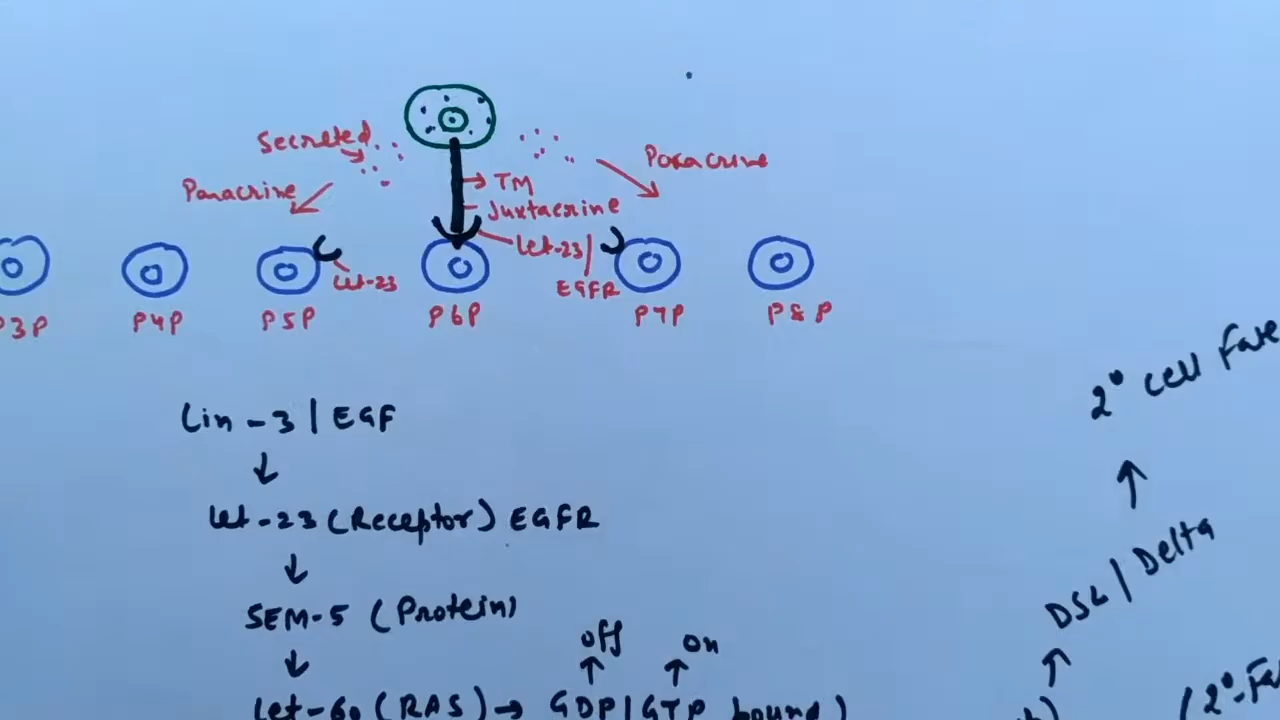 Secreted
Paracrine
Paracrine
TM
Juxtacrine
Let-23/
EGFR
Let-23
P3P P4P P5P P6P P7P P8P
Lin-3 | EGF
↓
Let-23 (Receptor) EGFR
↓
SEM-5 (Protein)
↓
off on
↑ ↑
Let-60 (RAS) → GDP | GTP bound)
2° Cell Fate
↑
DSL / Delta
↑
(2°-Fa